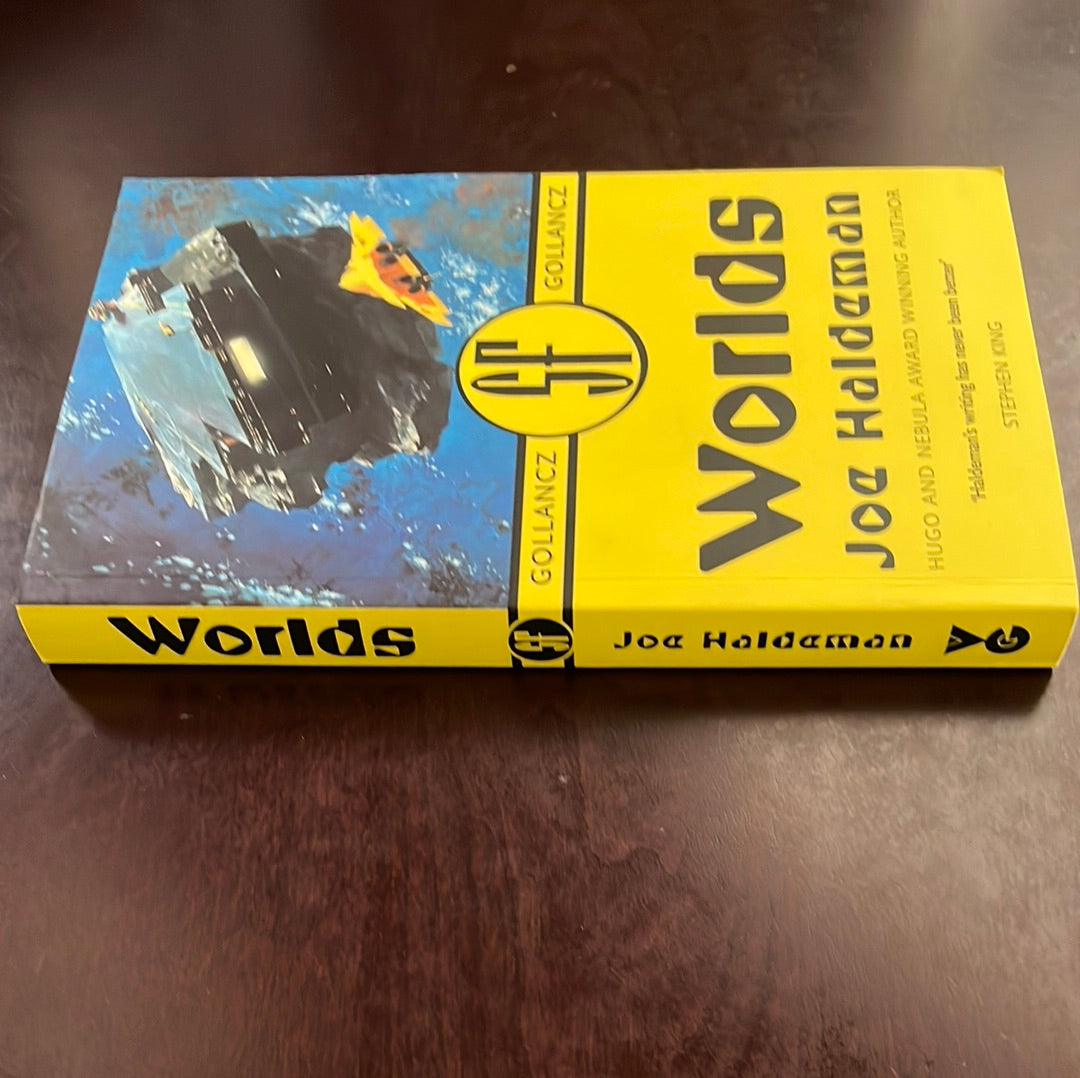 GOLLANCZ SF GOLLANCZ
Worlds
Joe Haldeman
HUGO AND NEBULA AWARD WINNING AUTHOR
'Haldeman's writing has never been better'
STEPHEN KING
Worlds SF Joe Haldeman VG